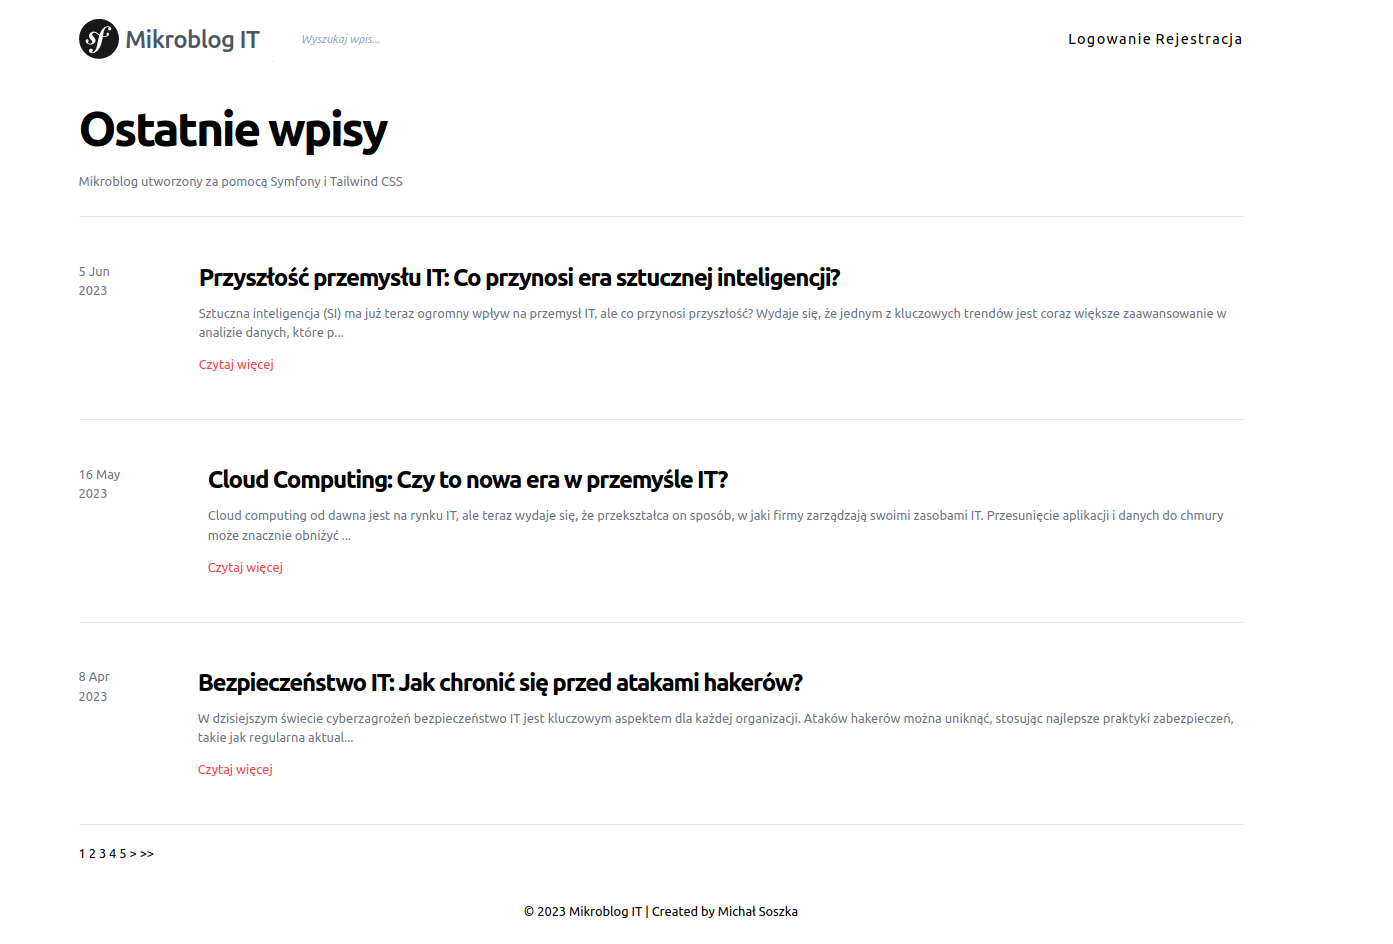 sf Mikroblog IT Wyszukaj wpis... Logowanie Rejestracja
Ostatnie wpisy
Mikroblog utworzony za pomocą Symfony i Tailwind CSS
5 Jun
2023
Przyszłość przemysłu IT: Co przynosi era sztucznej inteligencji?
Sztuczna inteligencja (SI) ma już teraz ogromny wpływ na przemysł IT, ale co przynosi przyszłość? Wydaje się, że jednym z kluczowych trendów jest coraz większe zaawansowanie w
analizie danych, które p...
Czytaj więcej
16 May
2023
Cloud Computing: Czy to nowa era w przemyśle IT?
Cloud computing od dawna jest na rynku IT, ale teraz wydaje się, że przekształca on sposób, w jaki firmy zarządzają swoimi zasobami IT. Przesunięcie aplikacji i danych do chmury
może znacznie obniżyć ...
Czytaj więcej
8 Apr
2023
Bezpieczeństwo IT: Jak chronić się przed atakami hakerów?
W dzisiejszym świecie cyberzagrożeń bezpieczeństwo IT jest kluczowym aspektem dla każdej organizacji. Ataków hakerów można uniknąć, stosując najlepsze praktyki zabezpieczeń,
takie jak regularna aktual...
Czytaj więcej
1 2 3 4 5 > >>
© 2023 Mikroblog IT | Created by Michał Soszka